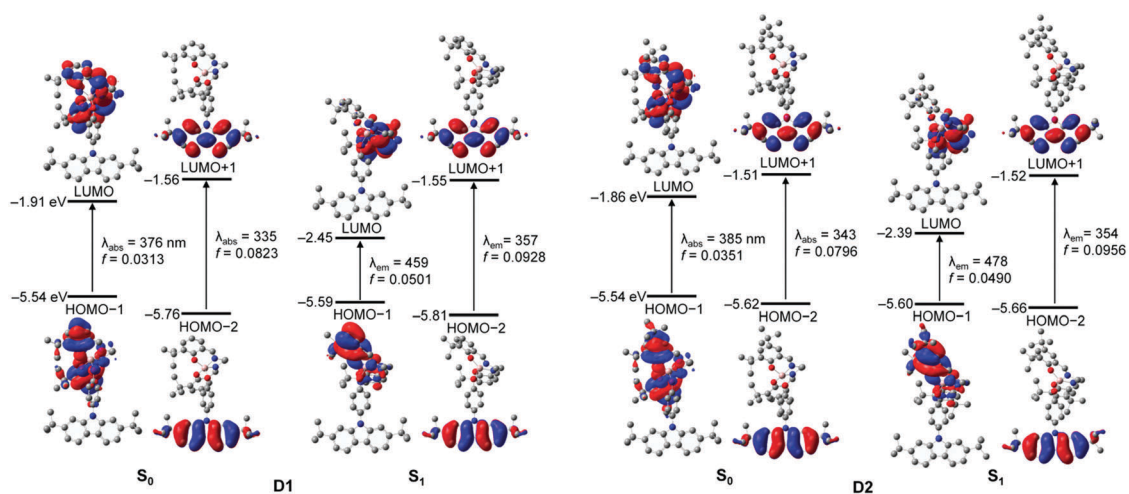 LUMO
–1.91 eV
λabs = 376 nm
f = 0.0313
–5.54 eV
HOMO−1
LUMO+1
–1.56
λabs = 335
f = 0.0823
–5.76
HOMO−2
S0
LUMO
–2.45
λem = 459
f = 0.0501
–5.59
HOMO−1
LUMO+1
–1.55
λem = 357
f = 0.0928
–5.81
HOMO−2
S1
D1
LUMO
–1.86 eV
λabs = 385 nm
f = 0.0351
–5.54 eV
HOMO−1
LUMO+1
–1.51
λabs = 343
f = 0.0796
–5.62
HOMO−2
S0
LUMO
–2.39
λem = 478
f = 0.0490
–5.60
HOMO−1
LUMO+1
–1.52
λem = 354
f = 0.0956
–5.66
HOMO−2
S1
D2